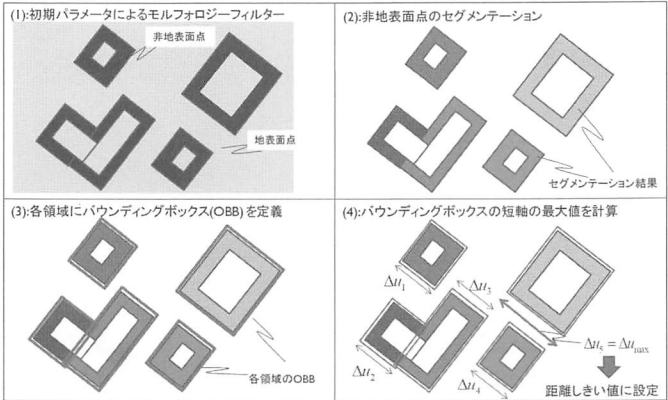 (1):初期パラメータによるモルフォロジーフィルター
非地表面点
地表面点
(2):非地表面点のセグメンテーション
セグメンテーション結果
(3):各領域にバウンディングボックス(OBB)を定義
各領域のOBB
(4):バウンディングボックスの短軸の最大値を計算
Δu₁
Δu₃
Δu₂
Δu₄
Δu₅ = Δu_max
距離しきい値に設定